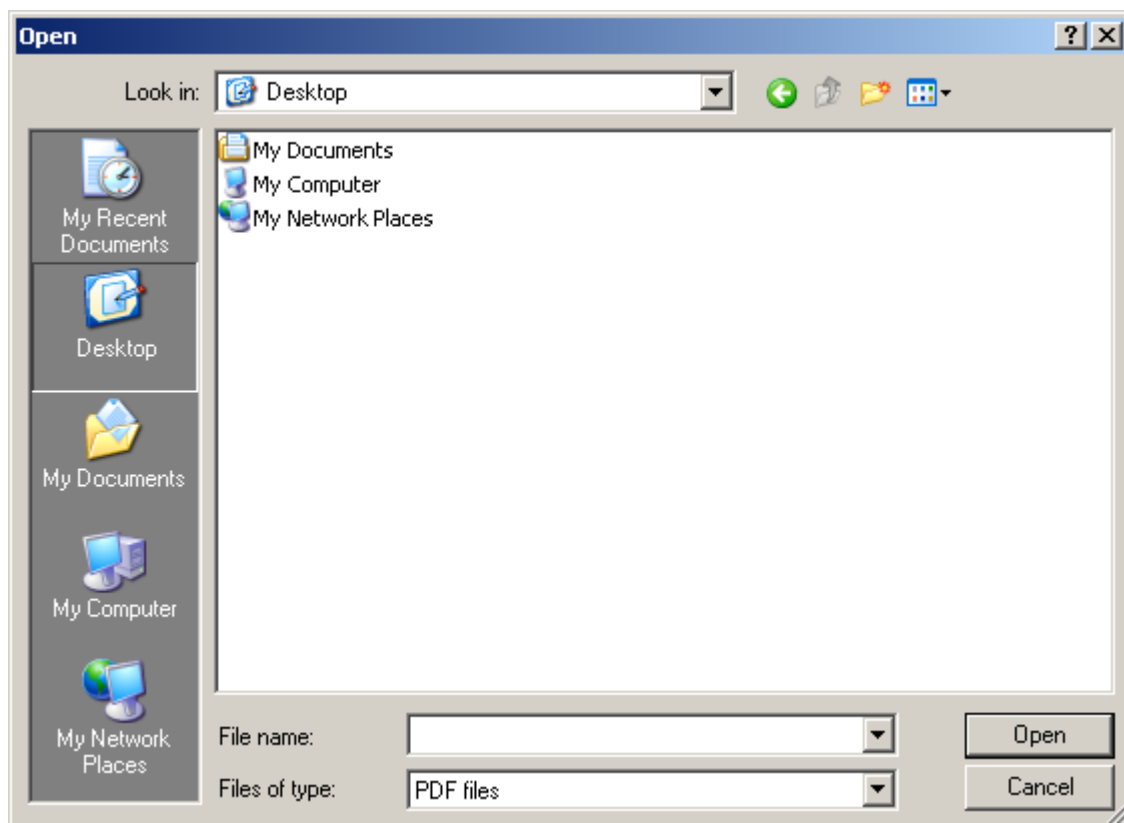 Open
Look in:
Desktop
My Recent
Documents
Desktop
My Documents
My Computer
My Network
Places
My Documents
My Computer
My Network Places
File name:
Open
Files of type:
PDF files
Cancel